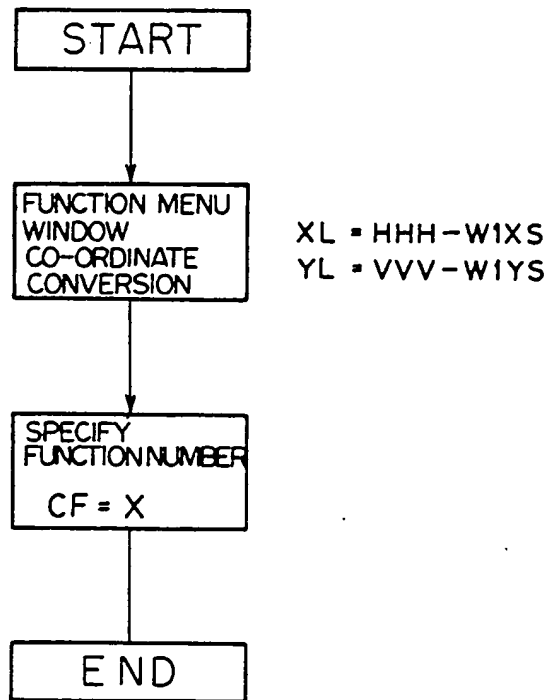 START
FUNCTION MENU
WINDOW
CO-ORDINATE
CONVERSION
XL = HHH-W1XS
YL = VVV-W1YS
SPECIFY
FUNCTION NUMBER
CF = X
END